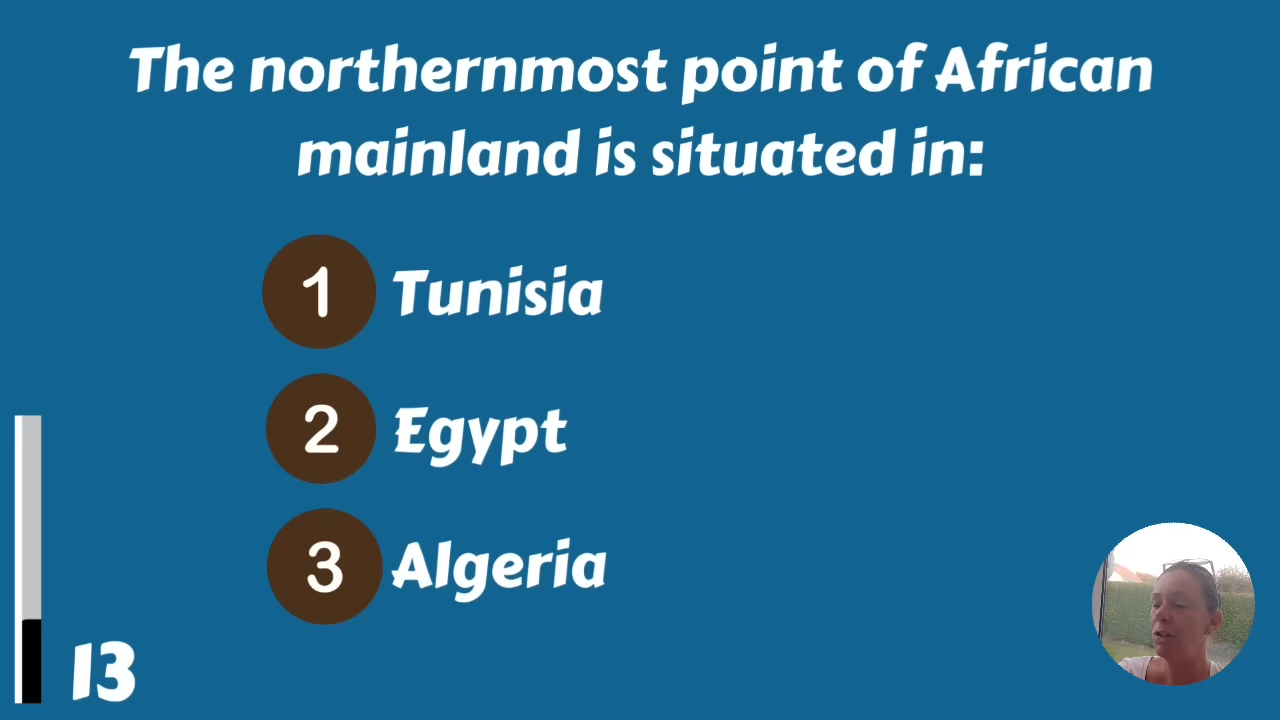 The northernmost point of African
mainland is situated in:
1 Tunisia
2 Egypt
3 Algeria
13